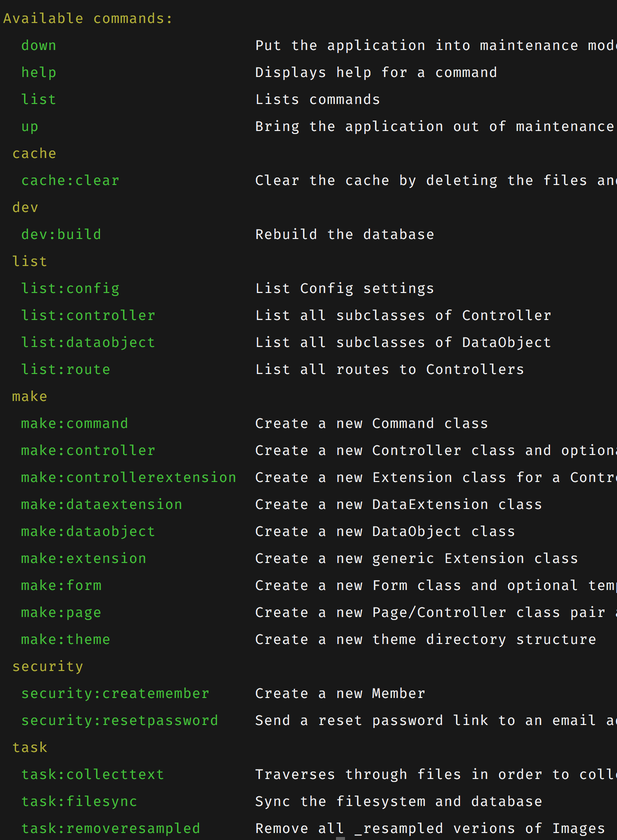 Available commands:
down Put the application into maintenance
help Displays help for a command
list Lists commands
up Bring the application out of maintenance
cache
cache:clear Clear the cache by deleting the files
dev
dev:build Rebuild the database
list
list:config List Config settings
list:controller List all subclasses of Controller
list:dataobject List all subclasses of DataObject
list:route List all routes to Controllers
make
make:command Create a new Command class
make:controller Create a new Controller class and
make:controllerextension Create a new Extension class for a
make:dataextension Create a new DataExtension class
make:dataobject Create a new DataObject class
make:extension Create a new generic Extension class
make:form Create a new Form class and optional
make:page Create a new Page/Controller class pair
make:theme Create a new theme directory structure
security
security:createmember Create a new Member
security:resetpassword Send a reset password link to an email
task
task:collecttext Traverses through files in order to
task:filesync Sync the filesystem and database
task:removeresampled Remove all _resampled verions of Images